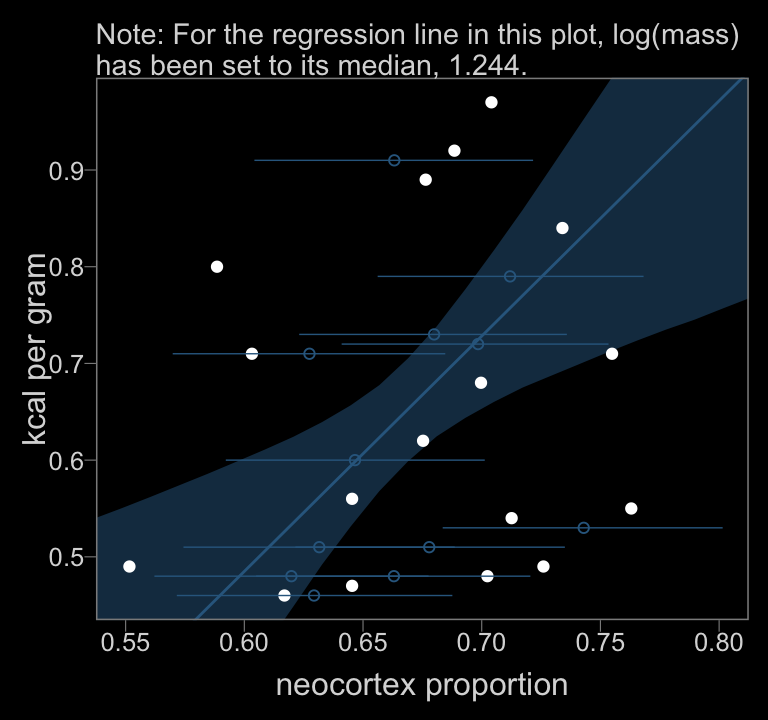 Note: For the regression line in this plot, log(mass)
has been set to its median, 1.244.
0.9
0.8
0.7
0.6
0.5
kcal per gram
0.55 0.60 0.65 0.70 0.75 0.80
neocortex proportion